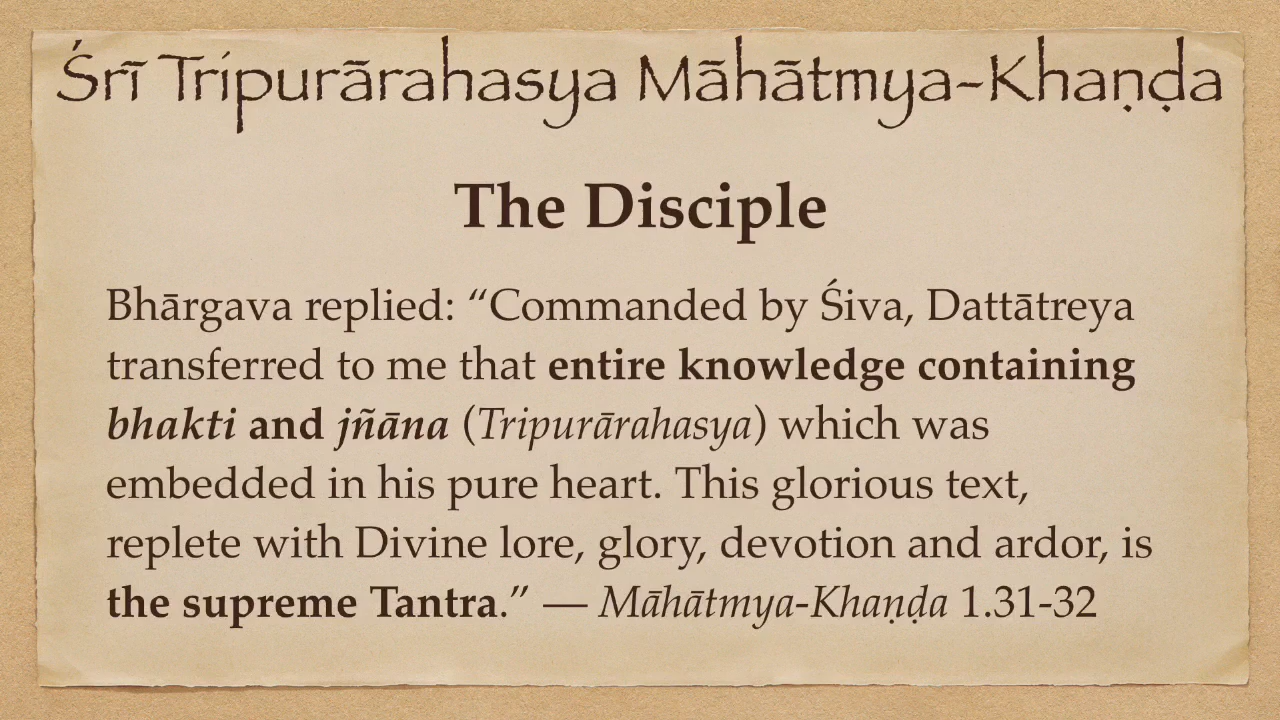 Śrī Tripurārahasya Māhātmya-Khaṇḍa
The Disciple
Bhārgava replied: “Commanded by Śiva, Dattātreya
transferred to me that entire knowledge containing
bhakti and jñāna (Tripurārahasya) which was
embedded in his pure heart. This glorious text,
replete with Divine lore, glory, devotion and ardor, is
the supreme Tantra.” — Māhātmya-Khaṇḍa 1.31-32